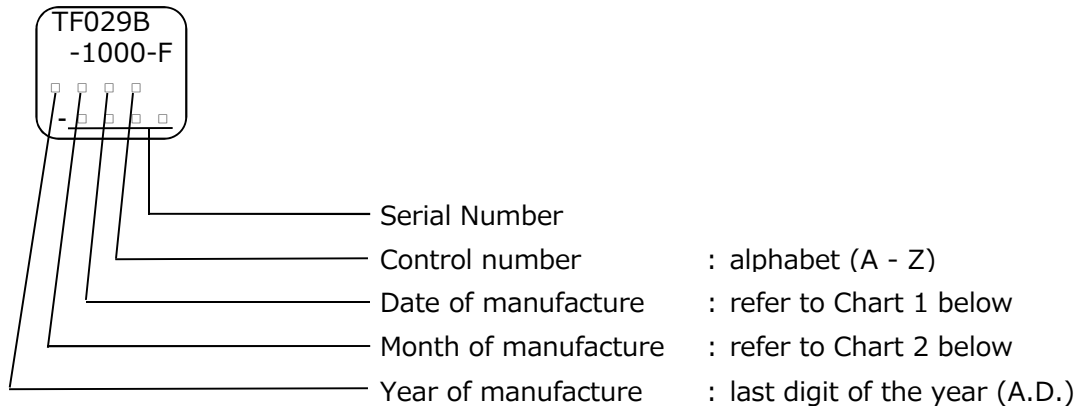 TF029B
-1000-F
□ □ □ □
-□ □ □ □
Serial Number
Control number : alphabet (A - Z)
Date of manufacture : refer to Chart 1 below
Month of manufacture : refer to Chart 2 below
Year of manufacture : last digit of the year (A.D.)